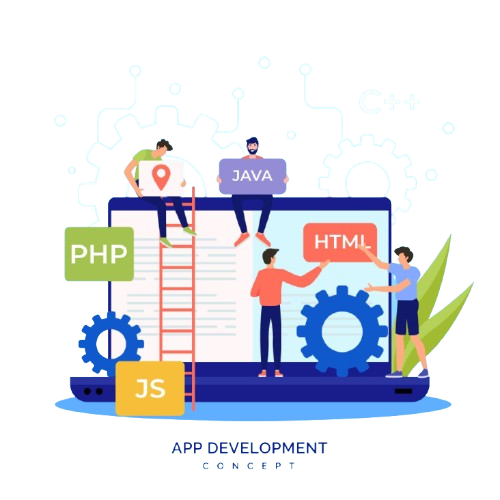 C++
JAVA
HTML
PHP
JS
APP DEVELOPMENT
CONCEPT